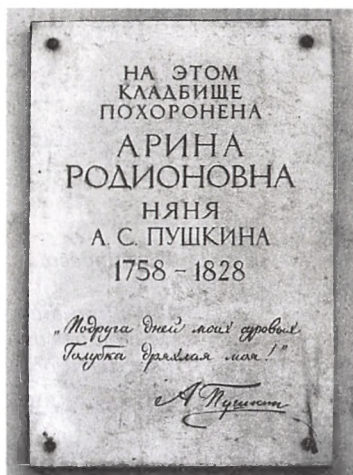 НА ЭТОМ
КЛАДБИЩЕ
ПОХОРОНЕНА
АРИНА
РОДИОНОВНА
НЯНЯ
А. С. ПУШКИНА
1758 – 1828
„Подруга дней моих суровых
Голубка дряхлая моя!"
А Пушкин